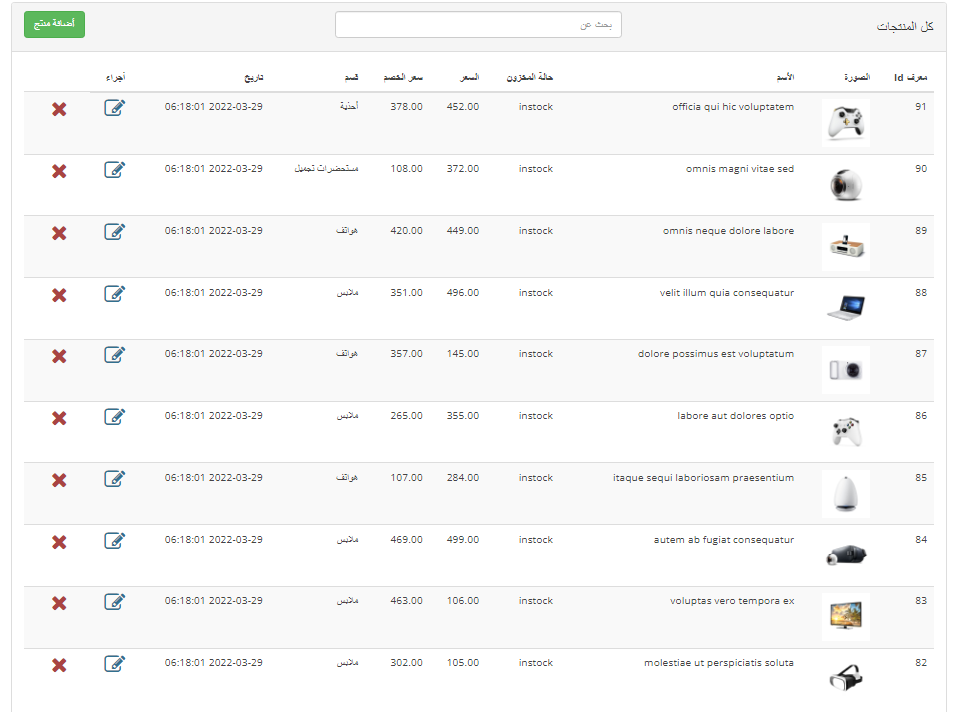 كل المنتجات بحث عن أضافة منتج
معرف Id الصورة الأسم حالة المخزون السعر سعر الخصم قسم تاريخ أجراء
91 officia qui hic voluptatem instock 452.00 378.00 أحذية 2022-03-29 06:18:01
90 omnis magni vitae sed instock 372.00 108.00 مستحضرات تجميل 2022-03-29 06:18:01
89 omnis neque dolore labore instock 449.00 420.00 هواتف 2022-03-29 06:18:01
88 velit illum quia consequatur instock 496.00 351.00 ملابس 2022-03-29 06:18:01
87 dolore possimus est voluptatum instock 145.00 357.00 هواتف 2022-03-29 06:18:01
86 labore aut dolores optio instock 355.00 265.00 ملابس 2022-03-29 06:18:01
85 itaque sequi laboriosam praesentium instock 284.00 107.00 هواتف 2022-03-29 06:18:01
84 autem ab fugiat consequatur instock 499.00 469.00 ملابس 2022-03-29 06:18:01
83 voluptas vero tempora ex instock 106.00 463.00 ملابس 2022-03-29 06:18:01
82 molestiae ut perspiciatis soluta instock 105.00 302.00 ملابس 2022-03-29 06:18:01